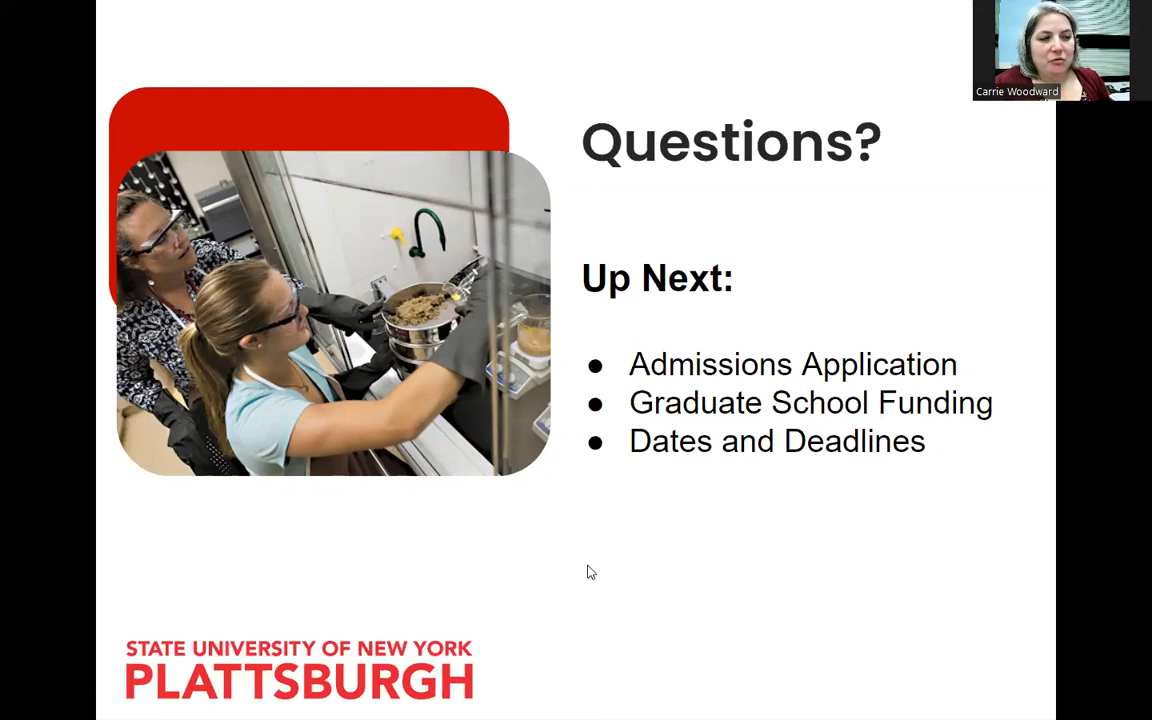 Carrie Woodward
Questions?
Up Next:
● Admissions Application
● Graduate School Funding
● Dates and Deadlines
STATE UNIVERSITY OF NEW YORK
PLATTSBURGH